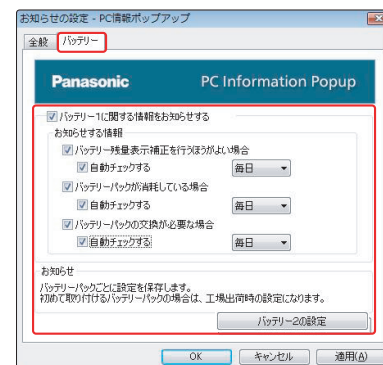 お知らせの設定 - PC情報ポップアップ
全般 バッテリー
Panasonic PC Information Popup
バッテリー1に関する情報をお知らせする
お知らせする情報
バッテリー残量表示補正を行うほうがよい場合
自動チェックする 毎日
バッテリーパックが消耗している場合
自動チェックする 毎日
バッテリーパックの交換が必要な場合
自動チェックする 毎日
お知らせ
バッテリーパックごとに設定を保存します。
初めて取り付けるバッテリーパックの場合は、工場出荷時の設定になります。
バッテリー2の設定
OK キャンセル 適用(A)